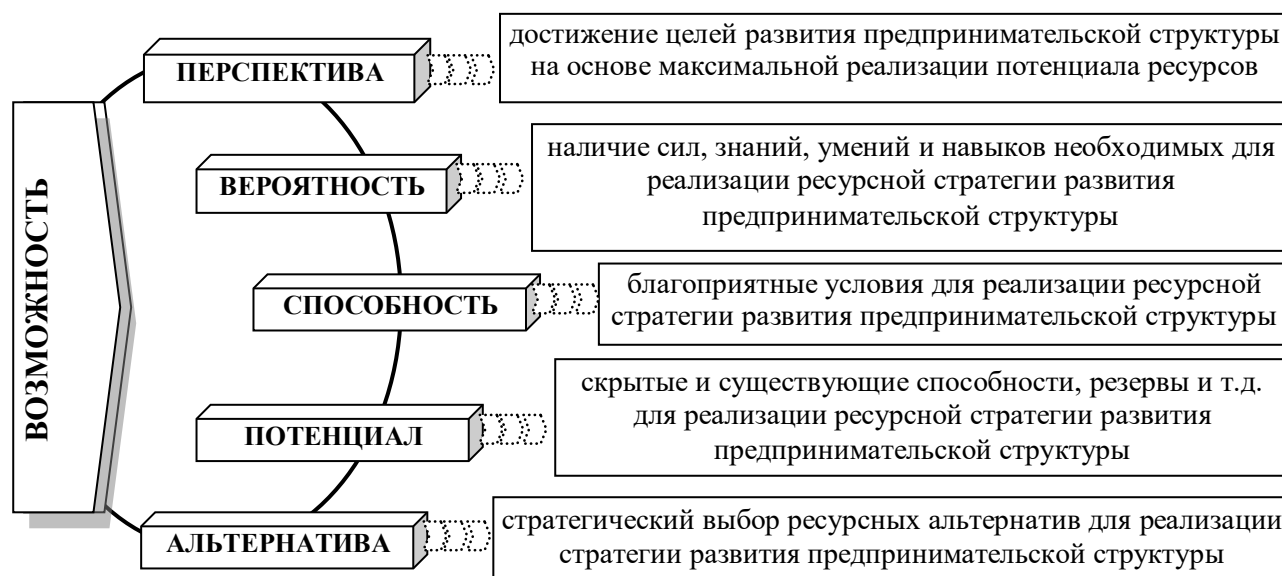 ВОЗМОЖНОСТЬ
ПЕРСПЕКТИВА
достижение целей развития предпринимательской структуры
на основе максимальной реализации потенциала ресурсов
ВЕРОЯТНОСТЬ
наличие сил, знаний, умений и навыков необходимых для
реализации ресурсной стратегии развития
предпринимательской структуры
СПОСОБНОСТЬ
благоприятные условия для реализации ресурсной
стратегии развития предпринимательской структуры
ПОТЕНЦИАЛ
скрытые и существующие способности, резервы и т.д.
для реализации ресурсной стратегии развития
предпринимательской структуры
АЛЬТЕРНАТИВА
стратегический выбор ресурсных альтернатив для реализации
стратегии развития предпринимательской структуры